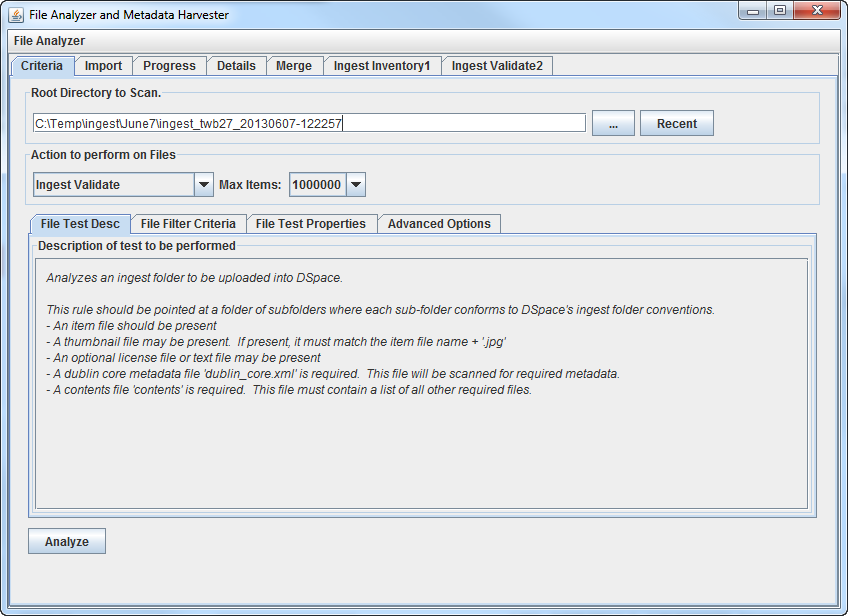 File Analyzer and Metadata Harvester
File Analyzer
Criteria Import Progress Details Merge Ingest Inventory1 Ingest Validate2
Root Directory to Scan.
C:\Temp\ingest\June7\ingest_twb27_20130607-122257
... Recent
Action to perform on Files
Ingest Validate Max Items: 1000000
File Test Desc File Filter Criteria File Test Properties Advanced Options
Description of test to be performed
Analyzes an ingest folder to be uploaded into DSpace.
This rule should be pointed at a folder of subfolders where each sub-folder conforms to DSpace's ingest folder conventions.
- An item file should be present
- A thumbnail file may be present.  If present, it must match the item file name + '.jpg'
- An optional license file or text file may be present
- A dublin core metadata file 'dublin_core.xml' is required.  This file will be scanned for required metadata.
- A contents file 'contents' is required.  This file must contain a list of all other required files.
Analyze